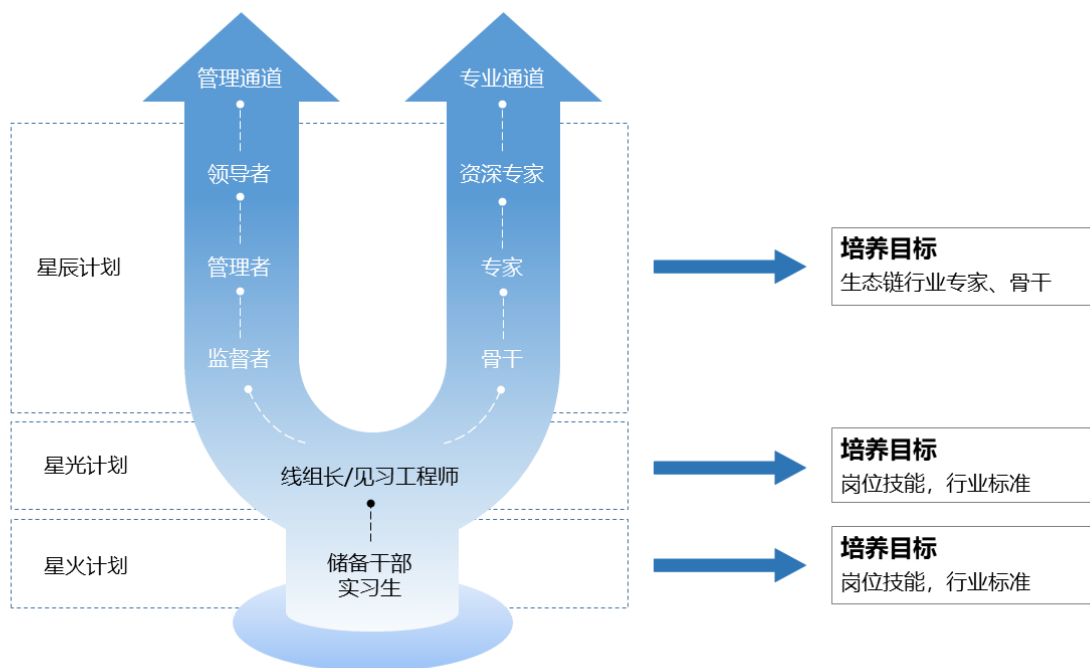 管理通道
专业通道
领导者
资深专家
星辰计划
管理者
专家
培养目标
生态链行业专家、骨干
监督者
骨干
星光计划
线组长/见习工程师
培养目标
岗位技能，行业标准
星火计划
储备干部
实习生
培养目标
岗位技能，行业标准